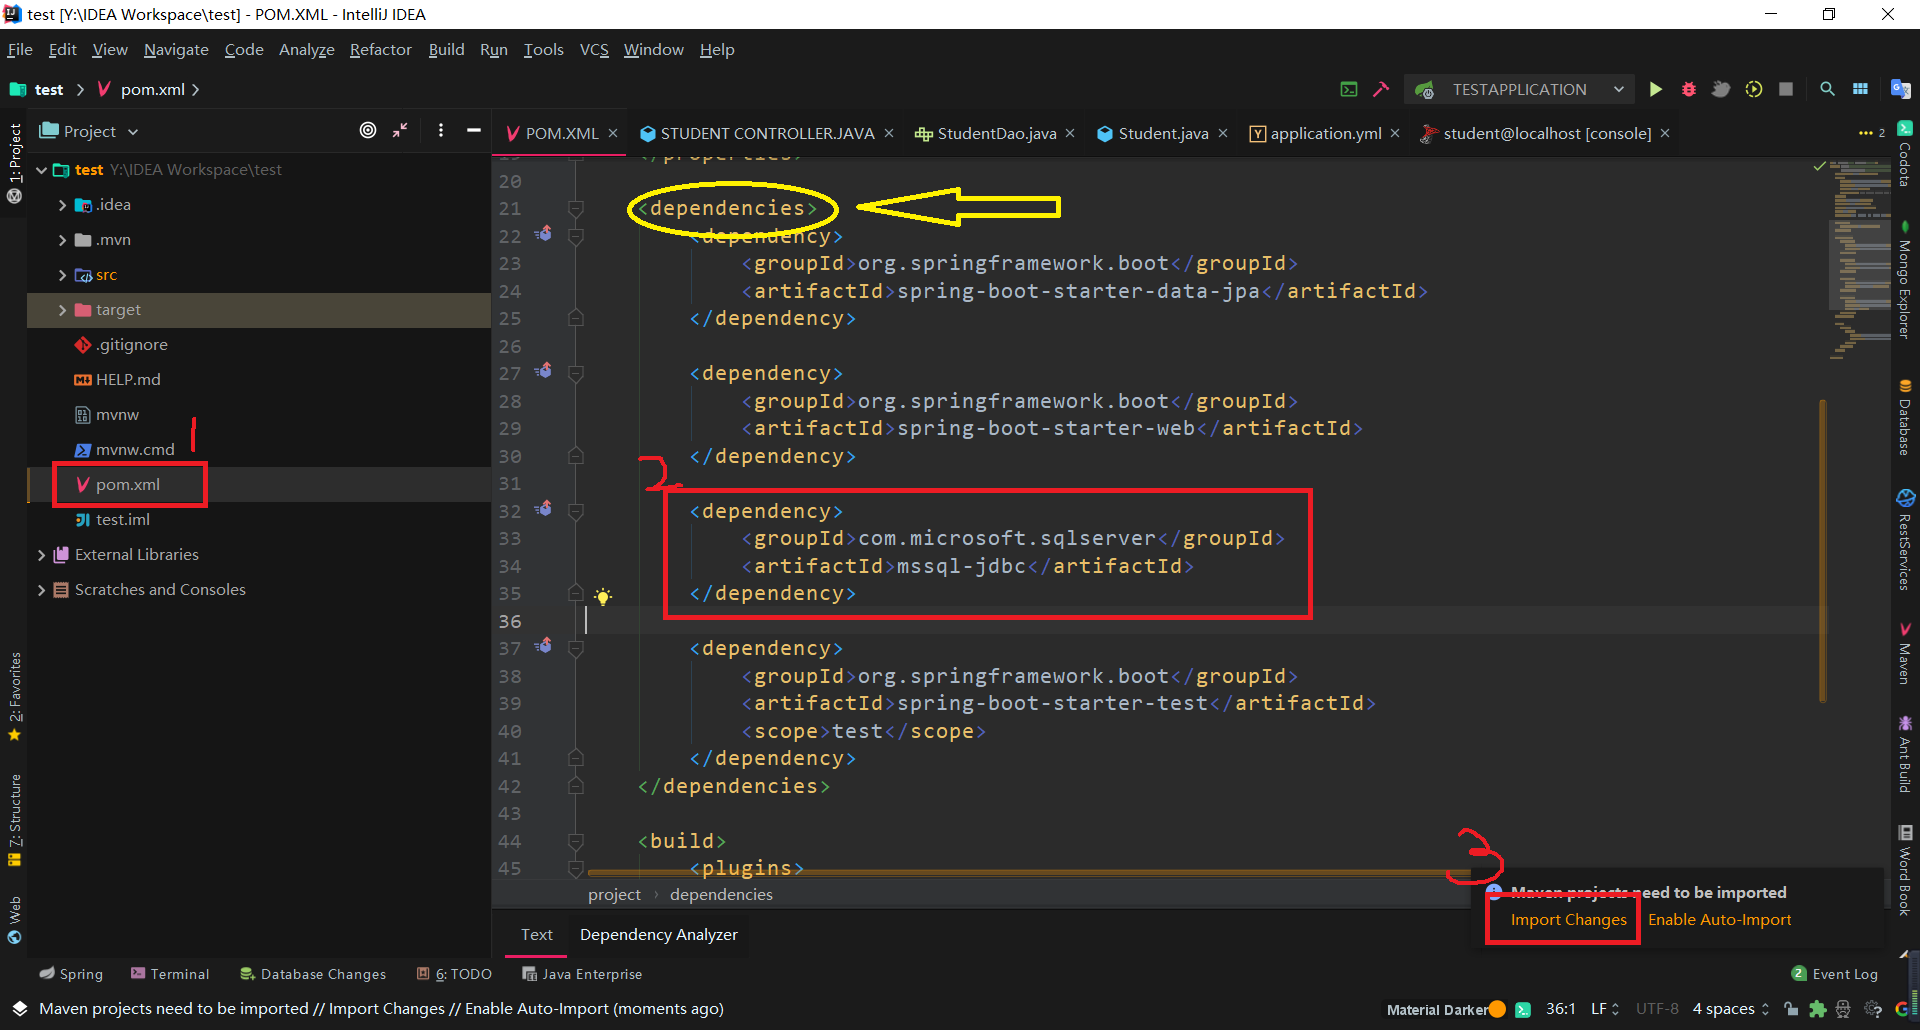 test [Y:\IDEA Workspace\test] - POM.XML - IntelliJ IDEA
File Edit View Navigate Code Analyze Refactor Build Run Tools VCS Window Help
test pom.xml
TESTAPPLICATION
Project
POM.XML
STUDENT CONTROLLER.JAVA
StudentDao.java
Student.java
application.yml
student@localhost [console]
2
1: Project
2: Favorites
7: Structure
Web
test Y:\IDEA Workspace\test
.idea
.mvn
src
target
.gitignore
HELP.md
mvnw
mvnw.cmd
pom.xml
test.iml
External Libraries
Scratches and Consoles
1
2
3
19 </properties>
20
21 <dependencies>
22 <dependency>
23 <groupId>org.springframework.boot</groupId>
24 <artifactId>spring-boot-starter-data-jpa</artifactId>
25 </dependency>
26
27 <dependency>
28 <groupId>org.springframework.boot</groupId>
29 <artifactId>spring-boot-starter-web</artifactId>
30 </dependency>
31
32 <dependency>
33 <groupId>com.microsoft.sqlserver</groupId>
34 <artifactId>mssql-jdbc</artifactId>
35 </dependency>
36
37 <dependency>
38 <groupId>org.springframework.boot</groupId>
39 <artifactId>spring-boot-starter-test</artifactId>
40 <scope>test</scope>
41 </dependency>
42 </dependencies>
43
44 <build>
45 <plugins>
project dependencies
Text Dependency Analyzer
Codota
Mongo Explorer
Database
RestServices
Maven
Ant Build
Word Book
Maven projects need to be imported
Import Changes Enable Auto-Import
Spring Terminal Database Changes 6: TODO Java Enterprise
2 Event Log
Maven projects need to be imported // Import Changes // Enable Auto-Import (moments ago)
Material Darker 36:1 LF UTF-8 4 spaces